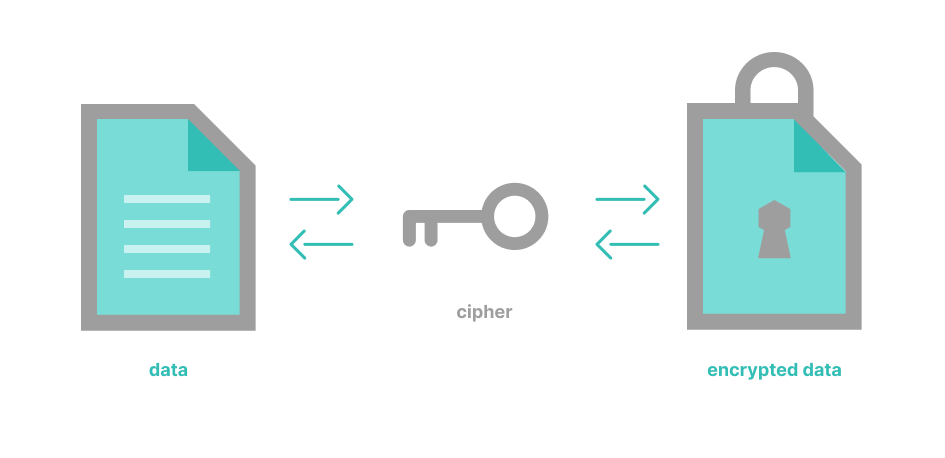 cipher
data
encrypted data